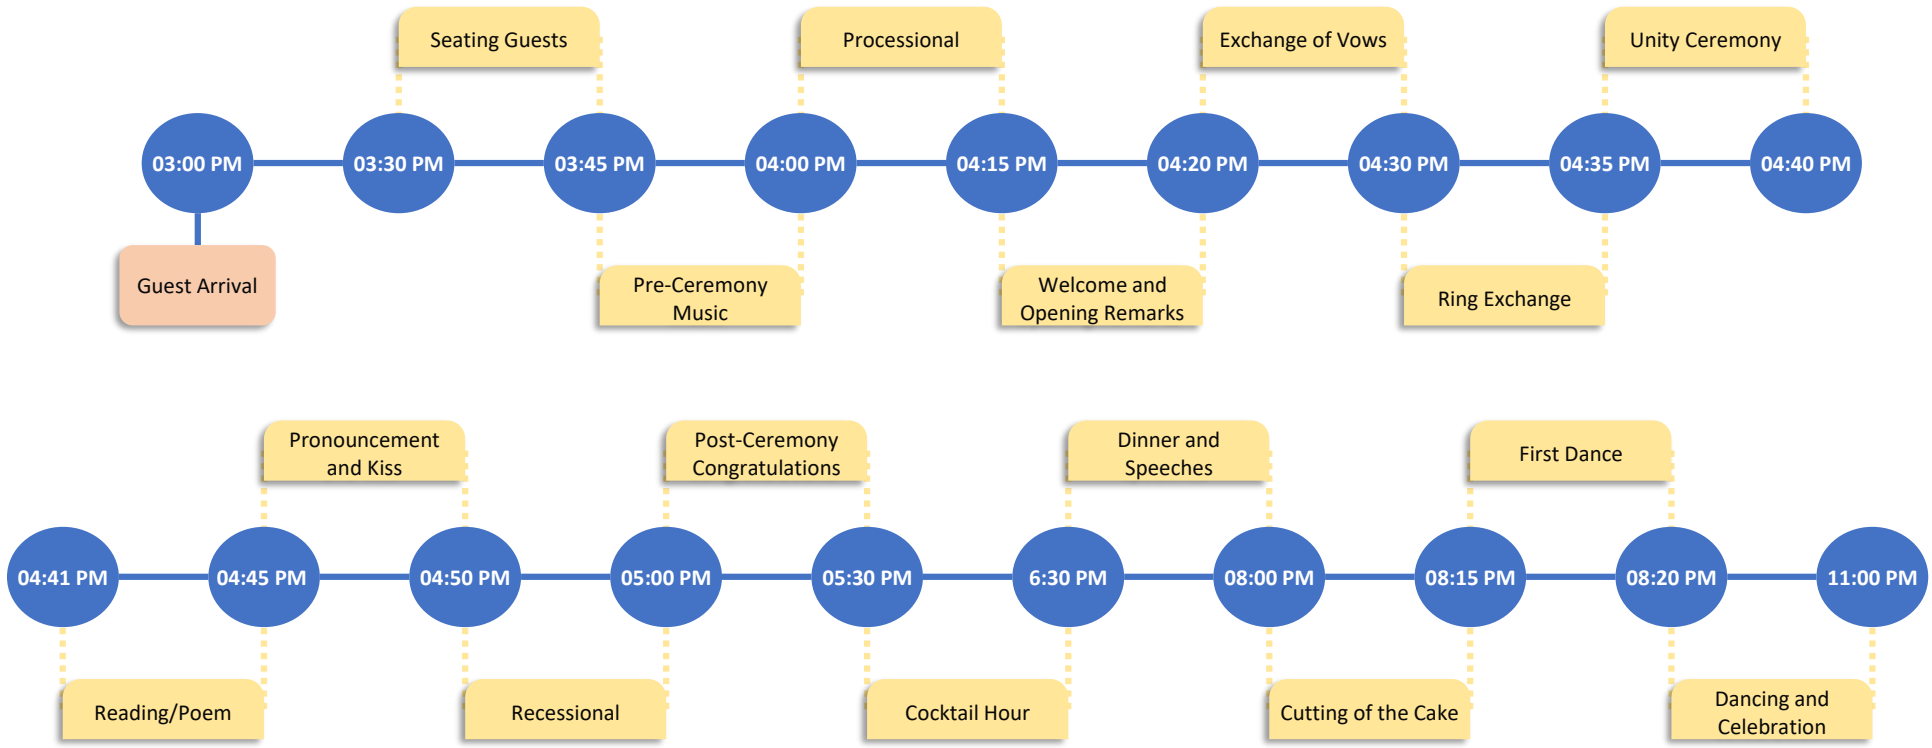 Seating Guests
Processional
Exchange of Vows
Unity Ceremony
03:00 PM
03:30 PM
03:45 PM
04:00 PM
04:15 PM
04:20 PM
04:30 PM
04:35 PM
04:40 PM
Guest Arrival
Pre-Ceremony
Music
Welcome and
Opening Remarks
Ring Exchange
Pronouncement
and Kiss
Post-Ceremony
Congratulations
Dinner and
Speeches
First Dance
04:41 PM
04:45 PM
04:50 PM
05:00 PM
05:30 PM
6:30 PM
08:00 PM
08:15 PM
08:20 PM
11:00 PM
Reading/Poem
Recessional
Cocktail Hour
Cutting of the Cake
Dancing and
Celebration